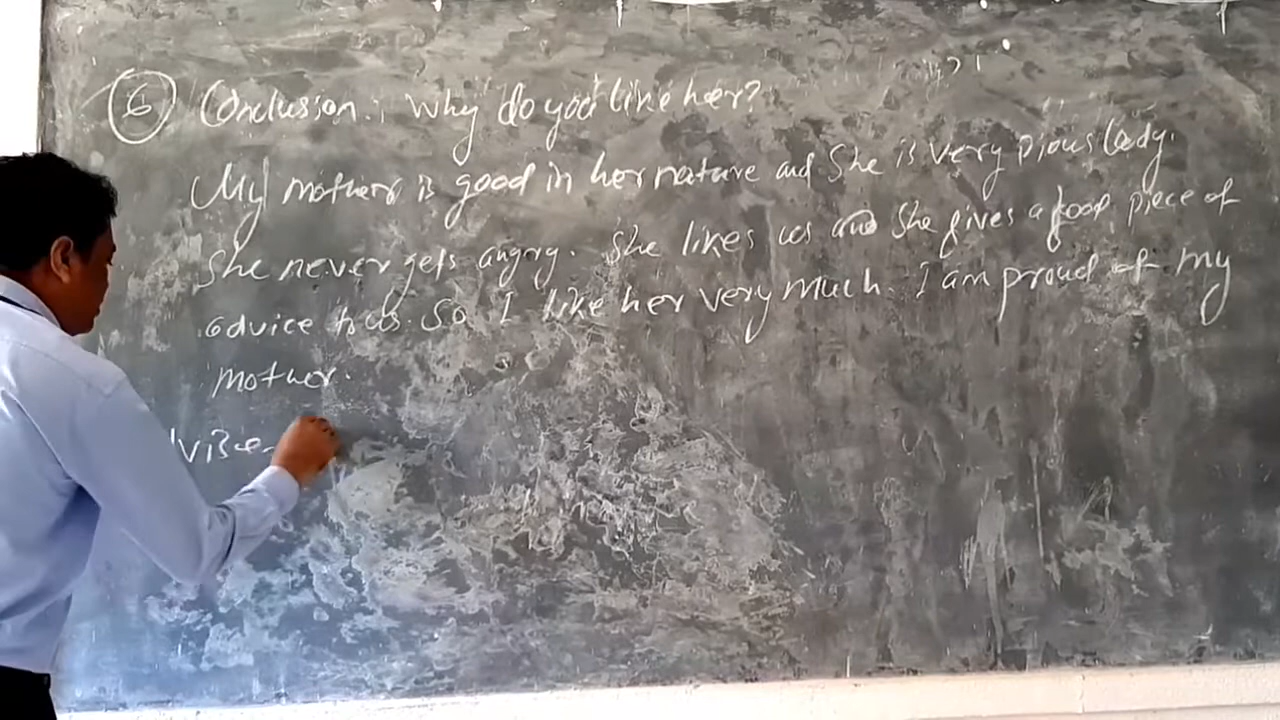 6 Conclusion: Why do you like her?
My mother is good in her nature and She is very pious lady.
She never gets angry. She likes us and She gives a good piece of
advice to us. So I like her very much. I am proud of my
mother.